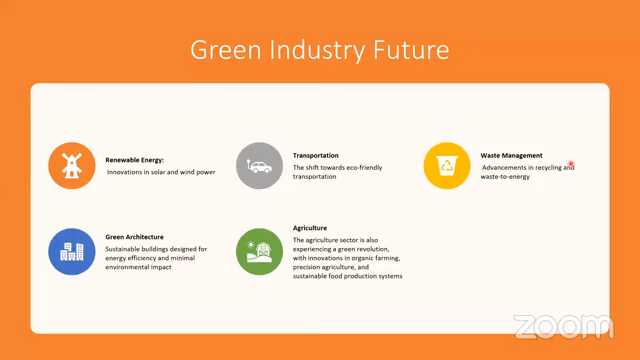 Green Industry Future
Renewable Energy:
Innovations in solar and wind power
Transportation
The shift towards eco-friendly
transportation
Waste Management
Advancements in recycling and
waste-to-energy
Green Architecture
Sustainable buildings designed for
energy efficiency and minimal
environmental impact
Agriculture
The agriculture sector is also
experiencing a green revolution,
with innovations in organic farming,
precision agriculture, and
sustainable food production systems
zoom